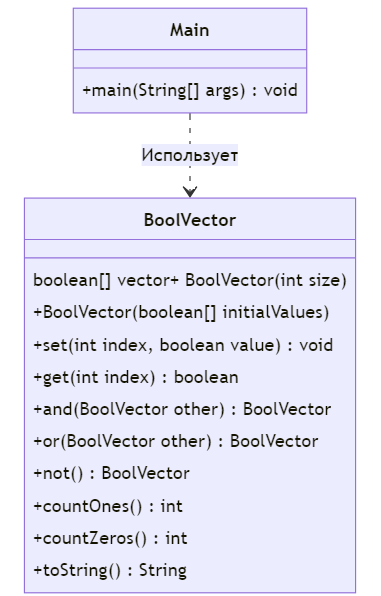 Main
+main(String[] args) : void
Использует
BoolVector
boolean[] vector+ BoolVector(int size)
+BoolVector(boolean[] initialValues)
+set(int index, boolean value) : void
+get(int index) : boolean
+and(BoolVector other) : BoolVector
+or(BoolVector other) : BoolVector
+not() : BoolVector
+countOnes() : int
+countZeros() : int
+toString() : String